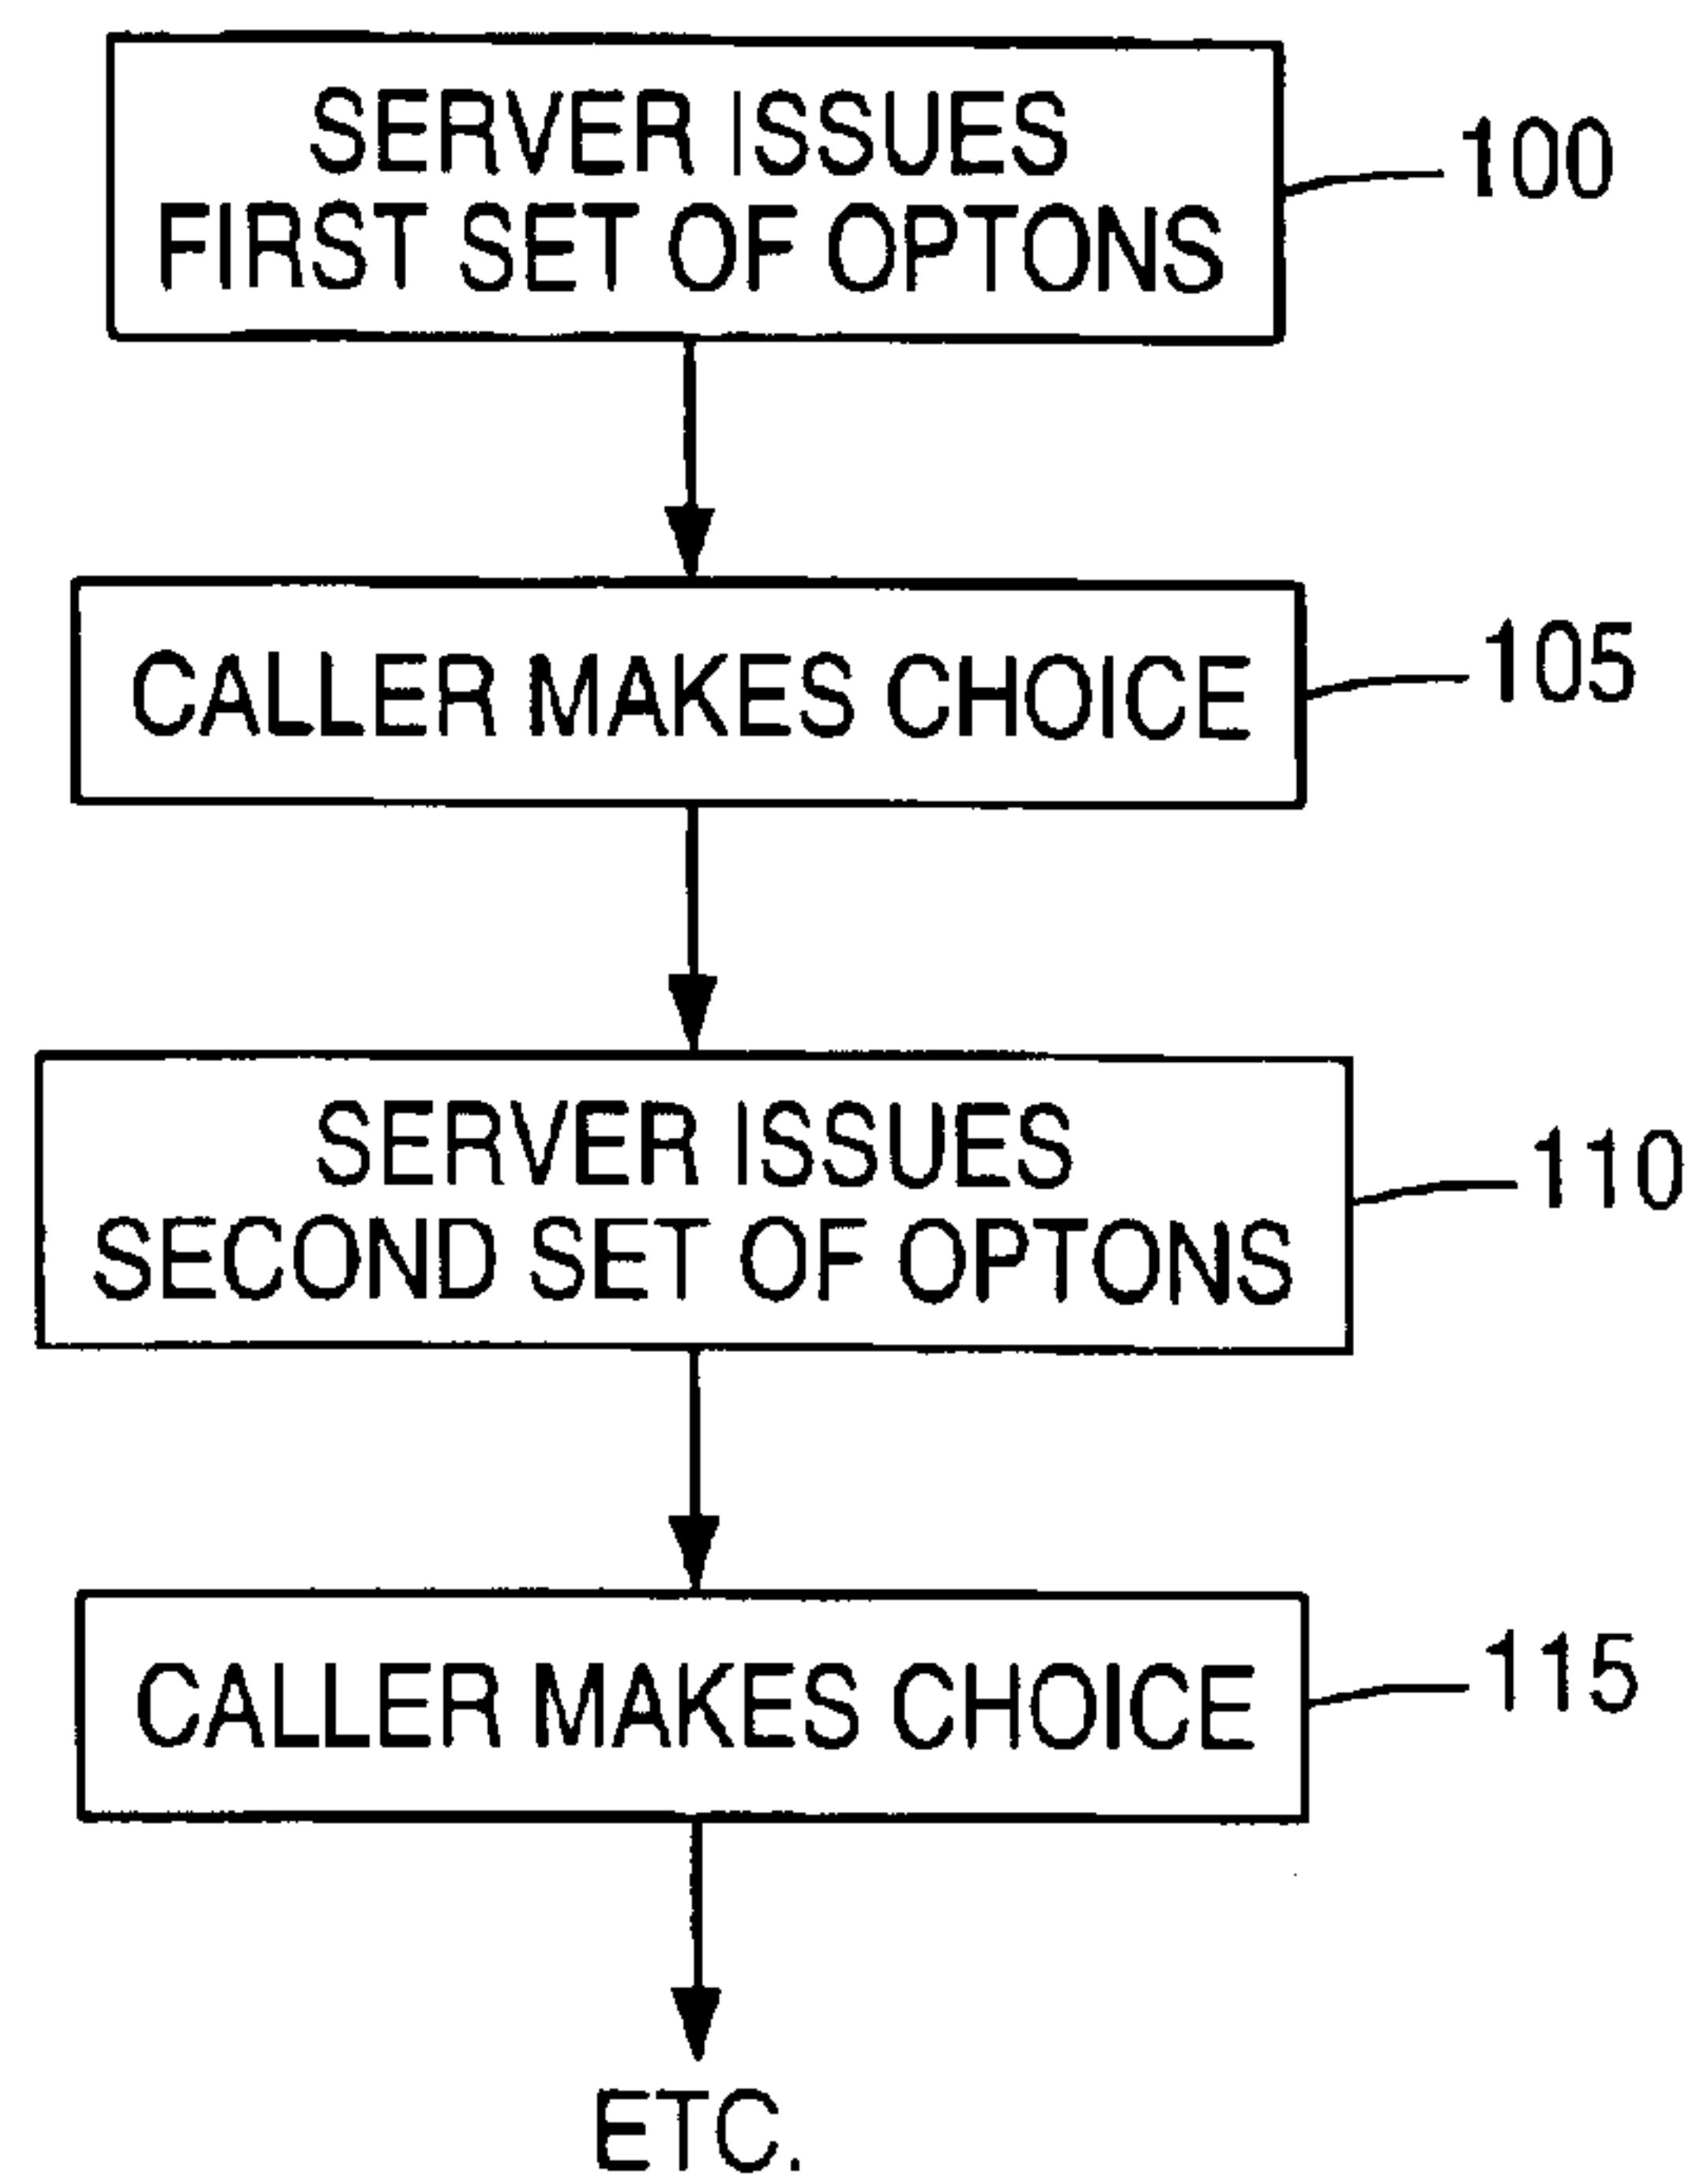 SERVER ISSUES
FIRST SET OF OPTONS
100
CALLER MAKES CHOICE
105
SERVER ISSUES
SECOND SET OF OPTONS
110
CALLER MAKES CHOICE
115
ETC.